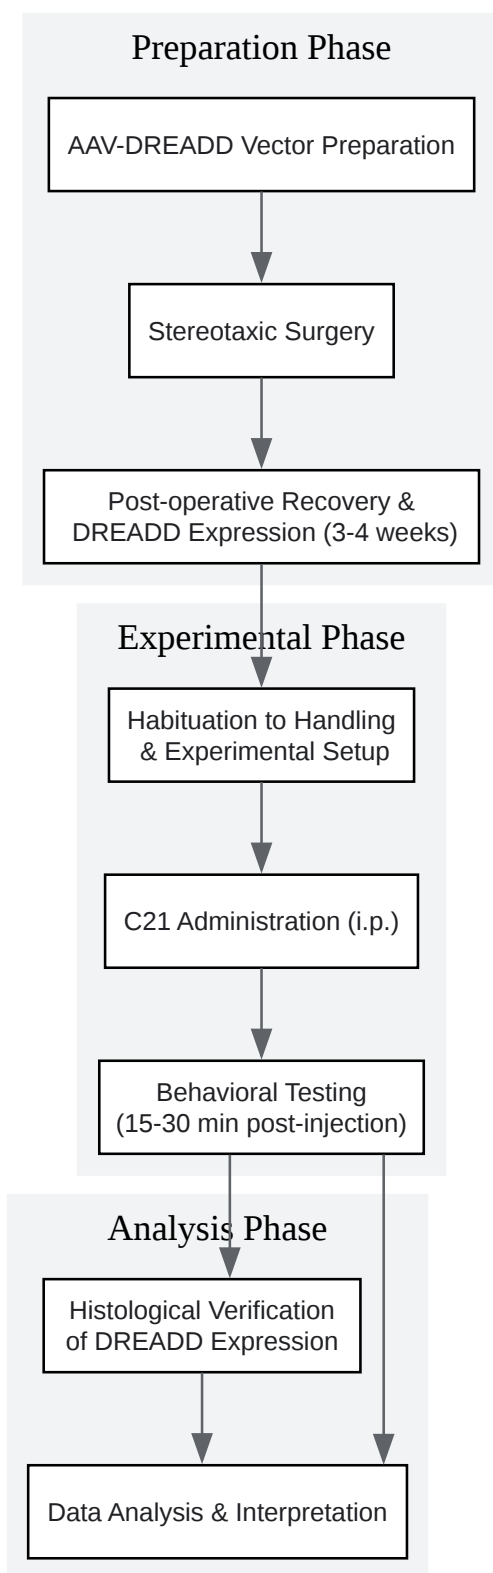 Preparation Phase
AAV-DREADD Vector Preparation
Stereotaxic Surgery
Post-operative Recovery &
DREADD Expression (3-4 weeks)
Experimental Phase
Habituation to Handling
& Experimental Setup
C21 Administration (i.p.)
Behavioral Testing
(15-30 min post-injection)
Analysis Phase
Histological Verification
of DREADD Expression
Data Analysis & Interpretation